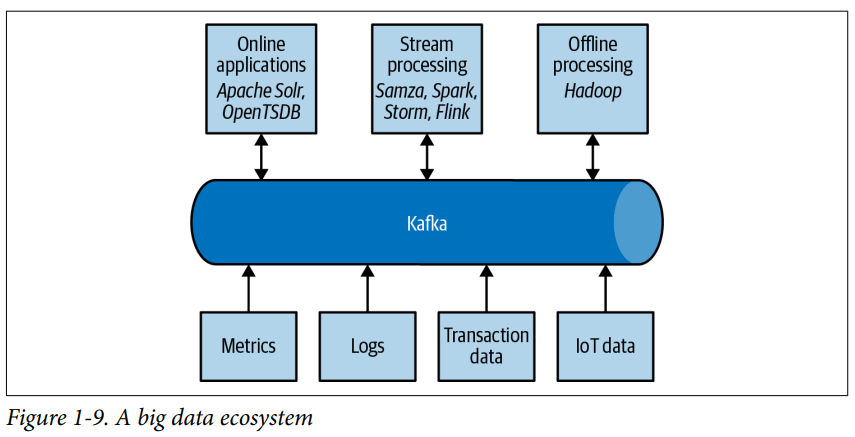 Online
applications
Apache Solr,
OpenTSDB
Stream
processing
Samza, Spark,
Storm, Flink
Offline
processing
Hadoop
Kafka
Metrics
Logs
Transaction
data
IoT data
Figure 1-9. A big data ecosystem